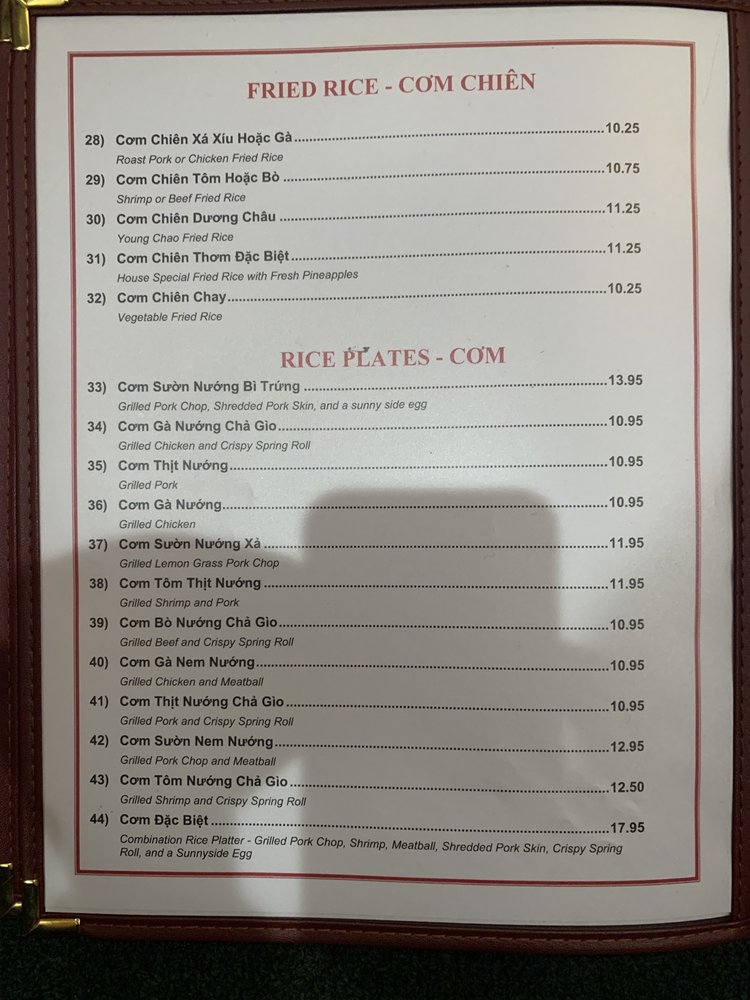 FRIED RICE - CƠM CHIÊN
28) Cơm Chiên Xá Xíu Hoặc Gà..........10.25
Roast Pork or Chicken Fried Rice
29) Cơm Chiên Tôm Hoặc Bò..........10.75
Shrimp or Beef Fried Rice
30) Cơm Chiên Dương Châu..........11.25
Young Chao Fried Rice
31) Cơm Chiên Thơm Đặc Biệt..........11.25
House Special Fried Rice with Fresh Pineapples
32) Cơm Chiên Chay..........10.25
Vegetable Fried Rice
RICE PLATES - CƠM
33) Cơm Sườn Nướng Bì Trứng..........13.95
Grilled Pork Chop, Shredded Pork Skin, and a sunny side egg
34) Cơm Gà Nướng Chả Gìo..........10.95
Grilled Chicken and Crispy Spring Roll
35) Cơm Thịt Nướng..........10.95
Grilled Pork
36) Cơm Gà Nướng..........10.95
Grilled Chicken
37) Cơm Sườn Nướng Xả..........11.95
Grilled Lemon Grass Pork Chop
38) Cơm Tôm Thịt Nướng..........11.95
Grilled Shrimp and Pork
39) Cơm Bò Nướng Chả Gìo..........10.95
Grilled Beef and Crispy Spring Roll
40) Cơm Gà Nem Nướng..........10.95
Grilled Chicken and Meatball
41) Cơm Thịt Nướng Chả Gìo..........10.95
Grilled Pork and Crispy Spring Roll
42) Cơm Sườn Nem Nướng..........12.95
Grilled Pork Chop and Meatball
43) Cơm Tôm Nướng Chả Gìo..........12.50
Grilled Shrimp and Crispy Spring Roll
44) Cơm Đặc Biệt..........17.95
Combination Rice Platter - Grilled Pork Chop, Shrimp, Meatball, Shredded Pork Skin, Crispy Spring
Roll, and a Sunnyside Egg